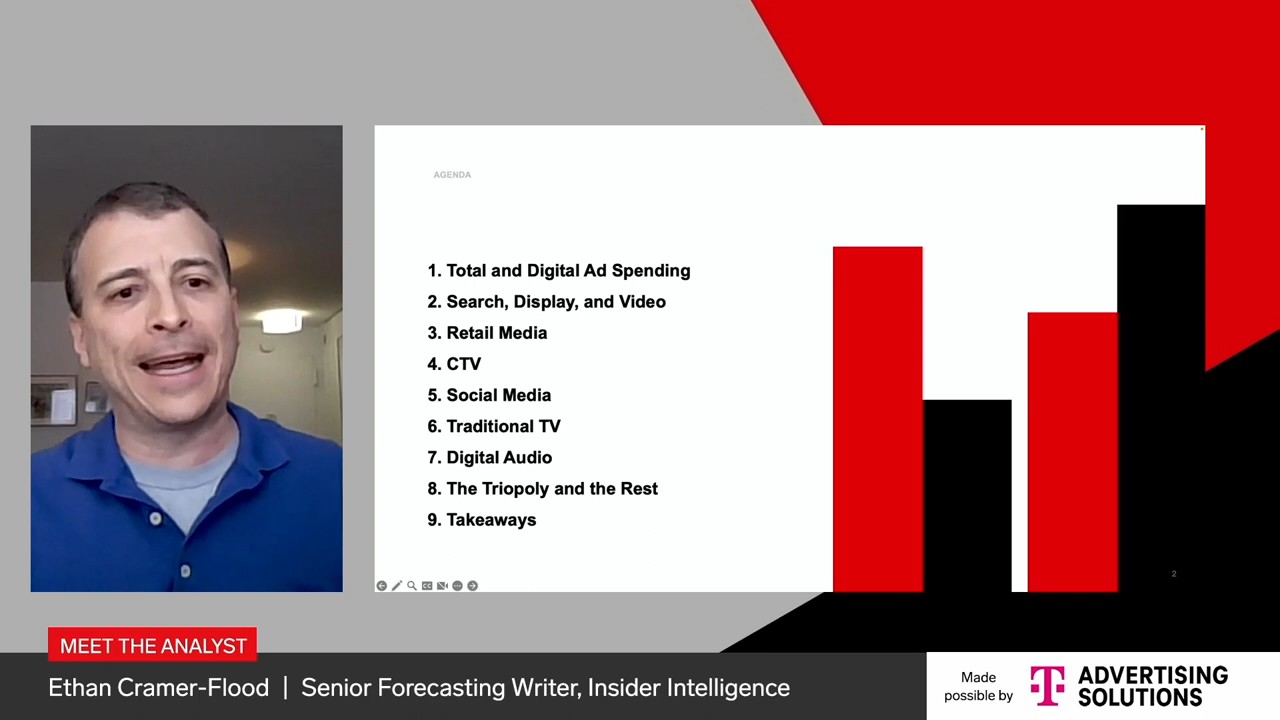 AGENDA
1. Total and Digital Ad Spending
2. Search, Display, and Video
3. Retail Media
4. CTV
5. Social Media
6. Traditional TV
7. Digital Audio
8. The Triopoly and the Rest
9. Takeaways
2
MEET THE ANALYST
Ethan Cramer-Flood | Senior Forecasting Writer, Insider Intelligence
Made
possible by
T ADVERTISING
SOLUTIONS